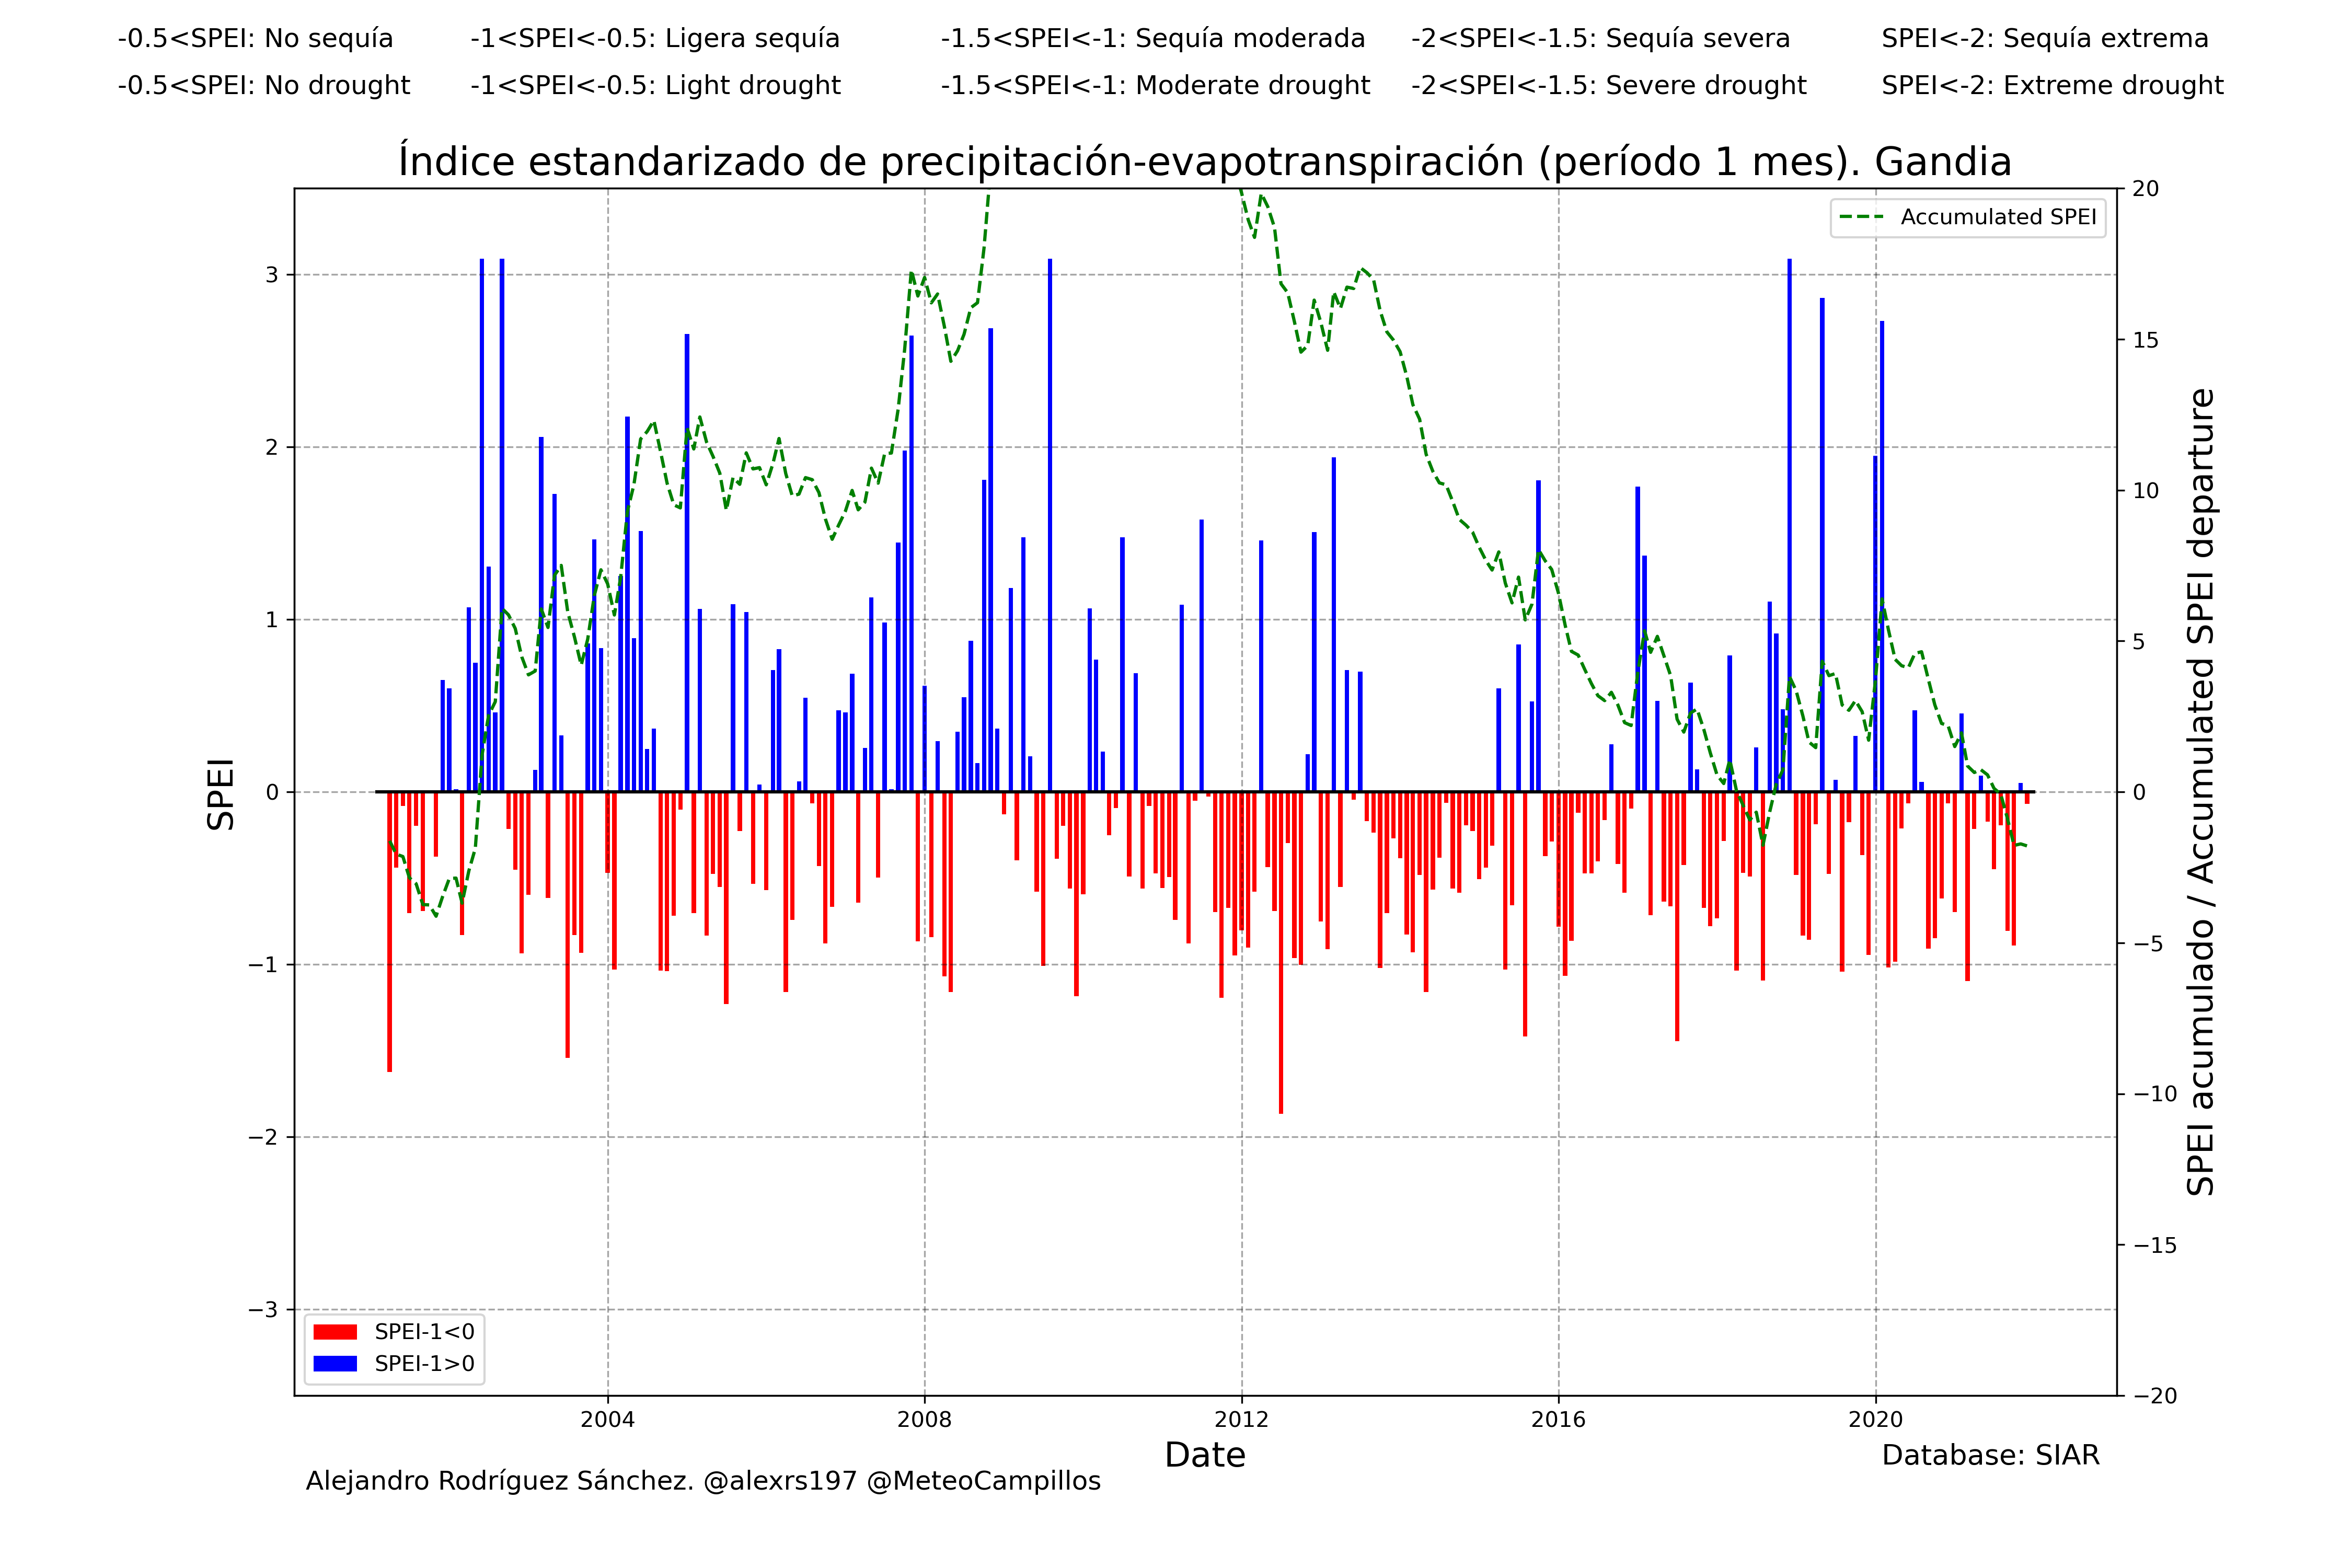 -0.5<SPEI: No sequía -1<SPEI<-0.5: Ligera sequía -1.5<SPEI<-1: Sequía moderada -2<SPEI<-1.5: Sequía severa SPEI<-2: Sequía extrema
-0.5<SPEI: No drought -1<SPEI<-0.5: Light drought -1.5<SPEI<-1: Moderate drought -2<SPEI<-1.5: Severe drought SPEI<-2: Extreme drought
Índice estandarizado de precipitación-evapotranspiración (período 1 mes). Gandia
Accumulated SPEI
SPEI
3
2
1
0
−1
−2
−3
20
15
10
5
0
−5
−10
−15
−20
SPEI acumulado / Accumulated SPEI departure
SPEI-1<0
SPEI-1>0
2004 2008 2012 2016 2020
Date
Database: SIAR
Alejandro Rodríguez Sánchez. @alexrs197 @MeteoCampillos